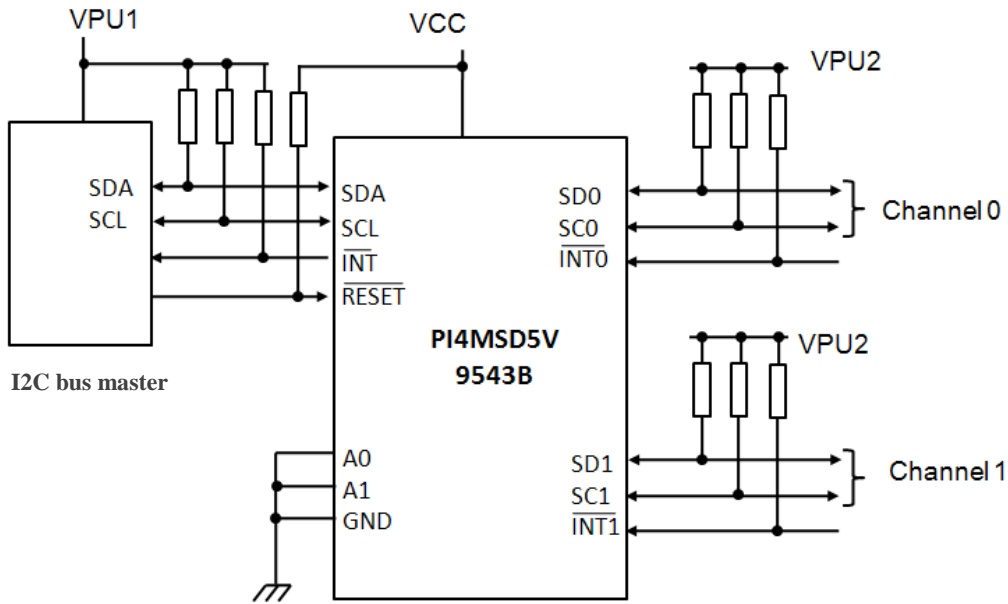 VPU1
VCC
VPU2
SDA
SCL
SDA
SCL
INT
RESET
SD0
SC0
INT0
Channel 0
PI4MSD5V
9543B
I2C bus master
VPU2
A0
A1
GND
SD1
SC1
INT1
Channel 1